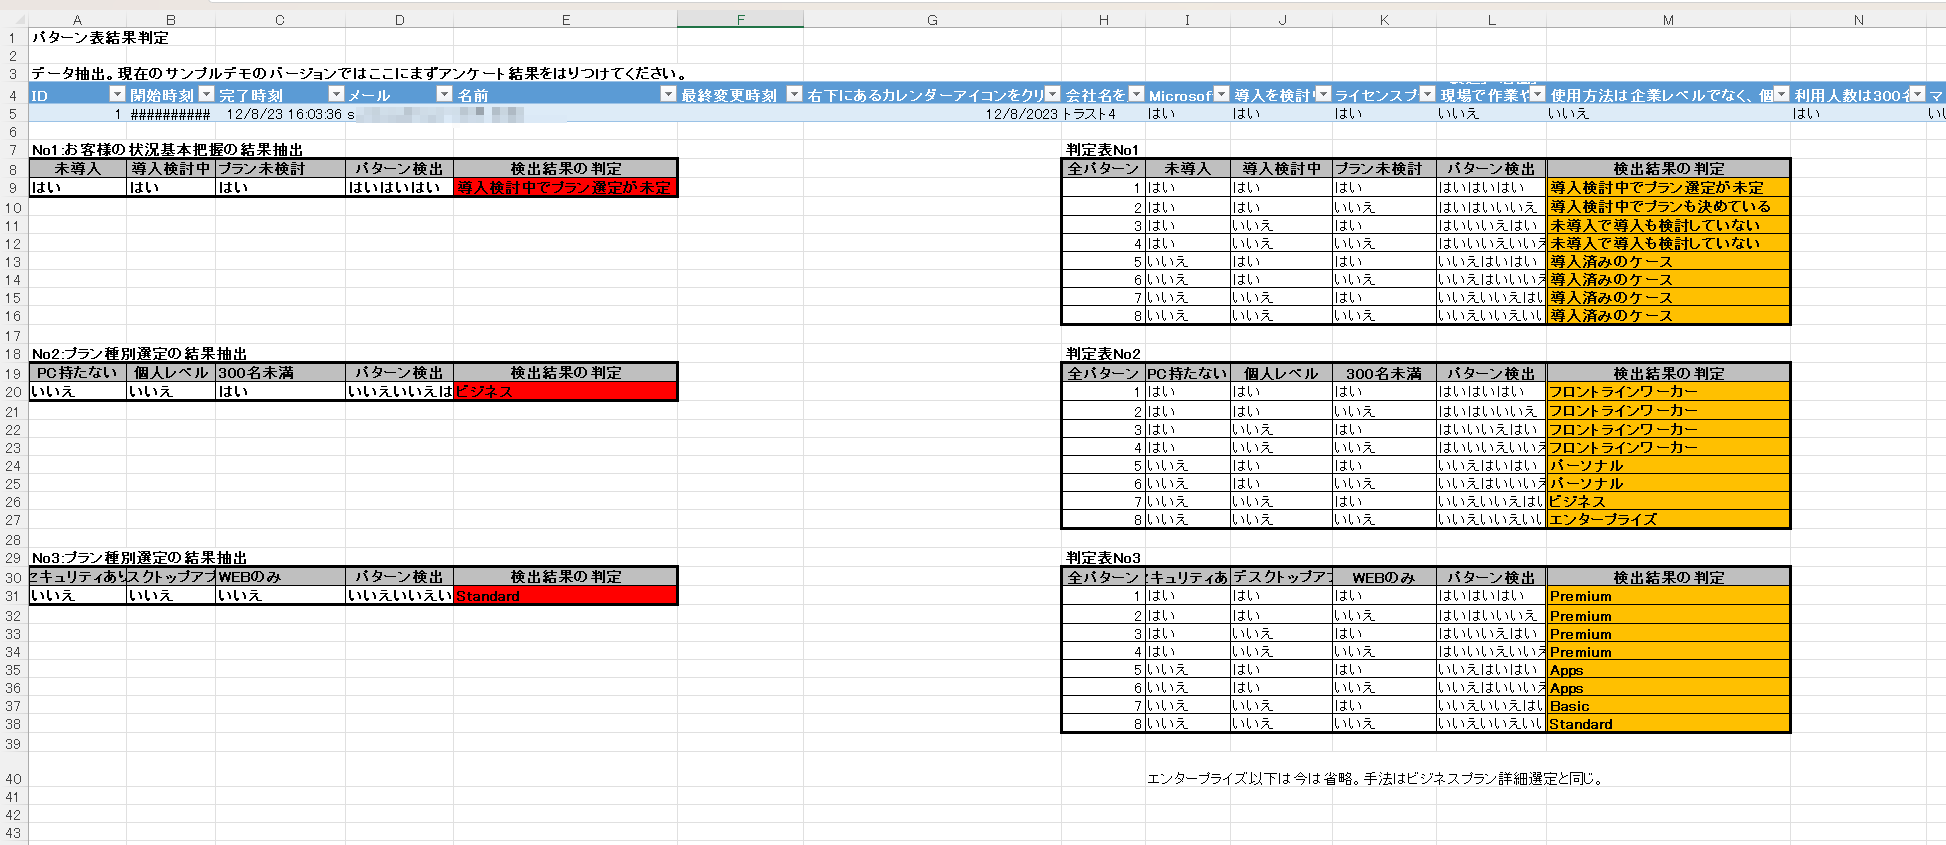 A B C D E F G H I J K L M N
1 パターン表結果判定
2
3 データ抽出。現在のサンプルデモのバージョンではここにまずアンケート結果をはりつけてください。
4 ID 開始時刻 完了時刻 メール 名前 最終変更時刻 右下にあるカレンダーアイコンをクリ 会社名を Microsof 導入を検討 ライセンスプ 現場で作業や 使用方法は企業レベルでなく、個 利用人数は300名 マ
5 1 ########## 12/8/23 16:03:36 s 12/8/2023 トラスト4 はい はい はい いいえ いいえ はい
6
7 No1:お客様の状況基本把握の結果抽出 判定表No1
8 未導入 導入検討中 プラン未検討 パターン検出 検出結果の判定 全パターン 未導入 導入検討中 プラン未検討 パターン検出 検出結果の判定
9 はい はい はい はいはいはい 導入検討中でプラン選定が未定 1 はい はい はい はいはいはい 導入検討中でプラン選定が未定
10 2 はい はい いいえ はいはいいいえ 導入検討中でプランも決めている
11 3 はい いいえ はい はいいいえはい 未導入で導入も検討していない
12 4 はい いいえ いいえ はいいいえいいえ 未導入で導入も検討していない
13 5 いいえ はい はい いいえはいはい 導入済みのケース
14 6 いいえ はい いいえ いいえはいいいえ 導入済みのケース
15 7 いいえ いいえ はい いいえいいえはい 導入済みのケース
16 8 いいえ いいえ いいえ いいえいいえいい 導入済みのケース
17
18 No2:プラン種別選定の結果抽出 判定表No2
19 PC持たない 個人レベル 300名未満 パターン検出 検出結果の判定 全パターン PC持たない 個人レベル 300名未満 パターン検出 検出結果の判定
20 いいえ いいえ はい いいえいいえは ビジネス 1 はい はい はい はいはいはい フロントラインワーカー
21 2 はい はい いいえ はいはいいいえ フロントラインワーカー
22 3 はい いいえ はい はいいいえはい フロントラインワーカー
23 4 はい いいえ いいえ はいいいえいいえ フロントラインワーカー
24 5 いいえ はい はい いいえはいはい パーソナル
25 6 いいえ はい いいえ いいえはいいいえ パーソナル
26 7 いいえ いいえ はい いいえいいえはい ビジネス
27 8 いいえ いいえ いいえ いいえいいえいい エンタープライズ
28
29 No3:プラン種別選定の結果抽出 判定表No3
30 セキュリティあり スクトップアプ WEBのみ パターン検出 検出結果の判定 全パターン キュリティあ デスクトップアプ WEBのみ パターン検出 検出結果の判定
31 いいえ いいえ いいえ いいえいいえい Standard 1 はい はい はい はいはいはい Premium
32 2 はい はい いいえ はいはいいいえ Premium
33 3 はい いいえ はい はいいいえはい Premium
34 4 はい いいえ いいえ はいいいえいいえ Premium
35 5 いいえ はい はい いいえはいはい Apps
36 6 いいえ はい いいえ いいえはいいいえ Apps
37 7 いいえ いいえ はい いいえいいえはい Basic
38 8 いいえ いいえ いいえ いいえいいえいい Standard
39
40 エンタープライズ以下は今は省略。手法はビジネスプラン詳細選定と同じ。
41
42
43